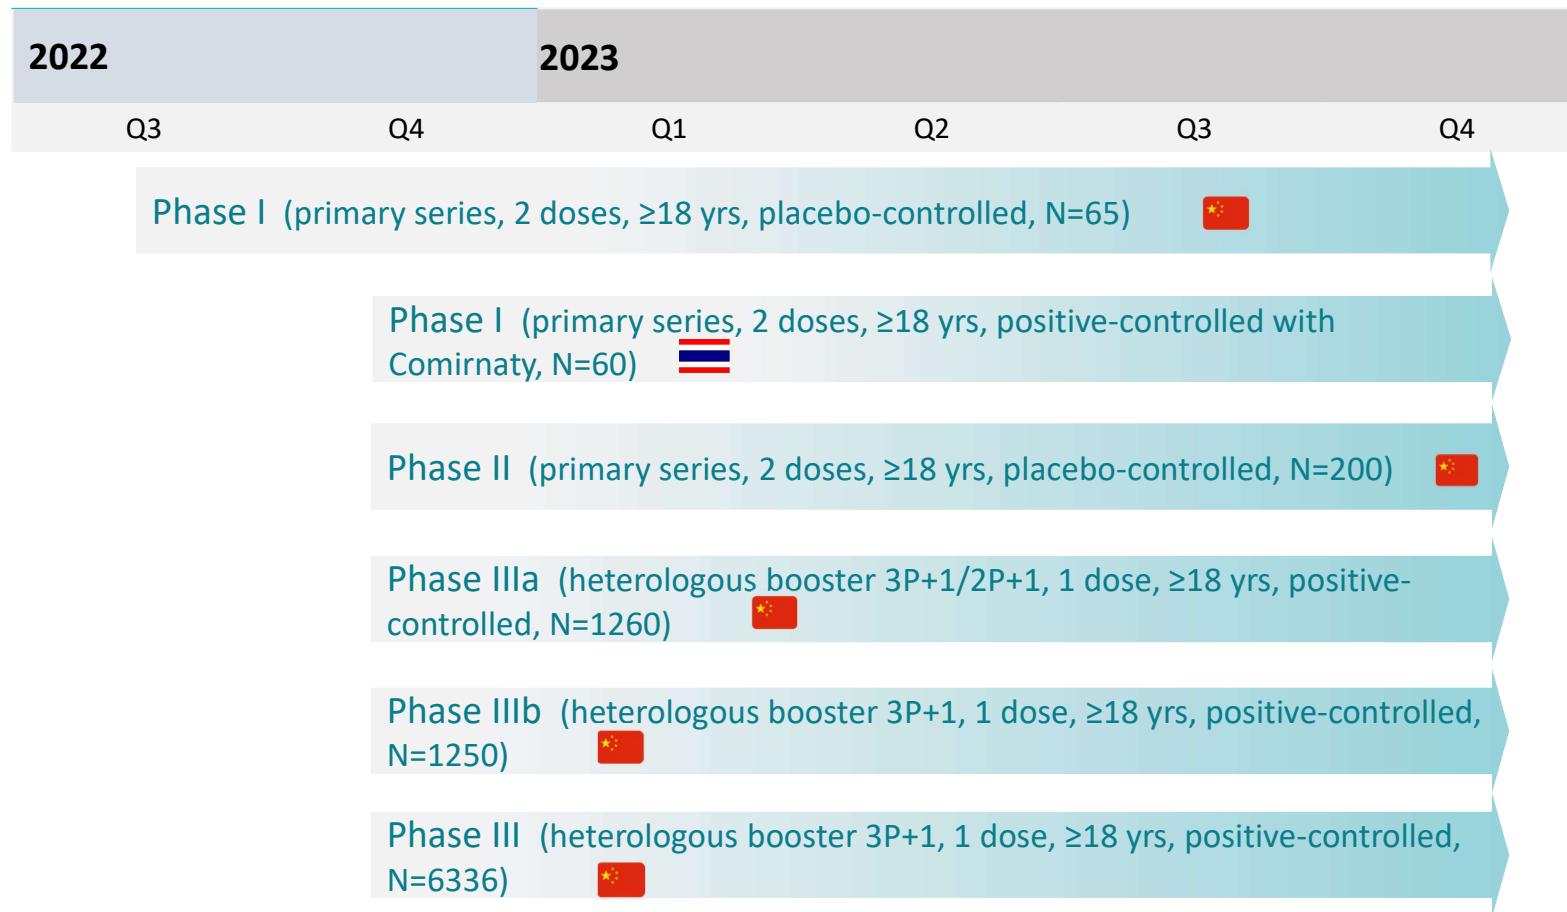 2022 2023
Q3 Q4 Q1 Q2 Q3 Q4
Phase I (primary series, 2 doses, ≥18 yrs, placebo-controlled, N=65)
Phase I (primary series, 2 doses, ≥18 yrs, positive-controlled with
Comirnaty, N=60)
Phase II (primary series, 2 doses, ≥18 yrs, placebo-controlled, N=200)
Phase IIIa (heterologous booster 3P+1/2P+1, 1 dose, ≥18 yrs, positive-
controlled, N=1260)
Phase IIIb (heterologous booster 3P+1, 1 dose, ≥18 yrs, positive-controlled,
N=1250)
Phase III (heterologous booster 3P+1, 1 dose, ≥18 yrs, positive-controlled,
N=6336)